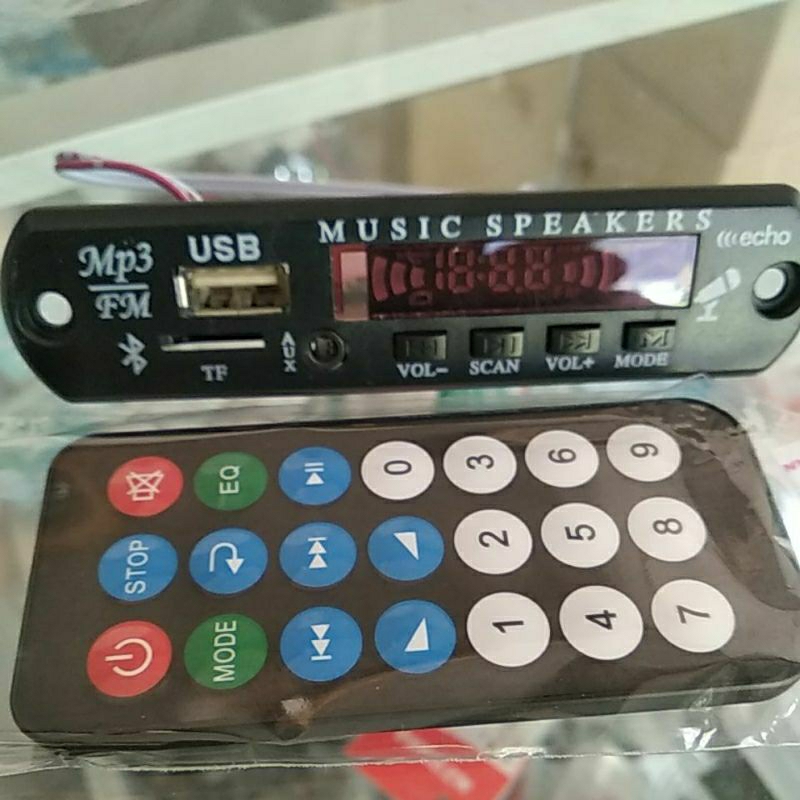 MUSIC SPEAKERS
Mp3
FM
USB
echo
TF
AUX
VOL-
SCAN
VOL+
MODE
EQ
0
3
6
9
STOP
2
5
8
MODE
1
4
7